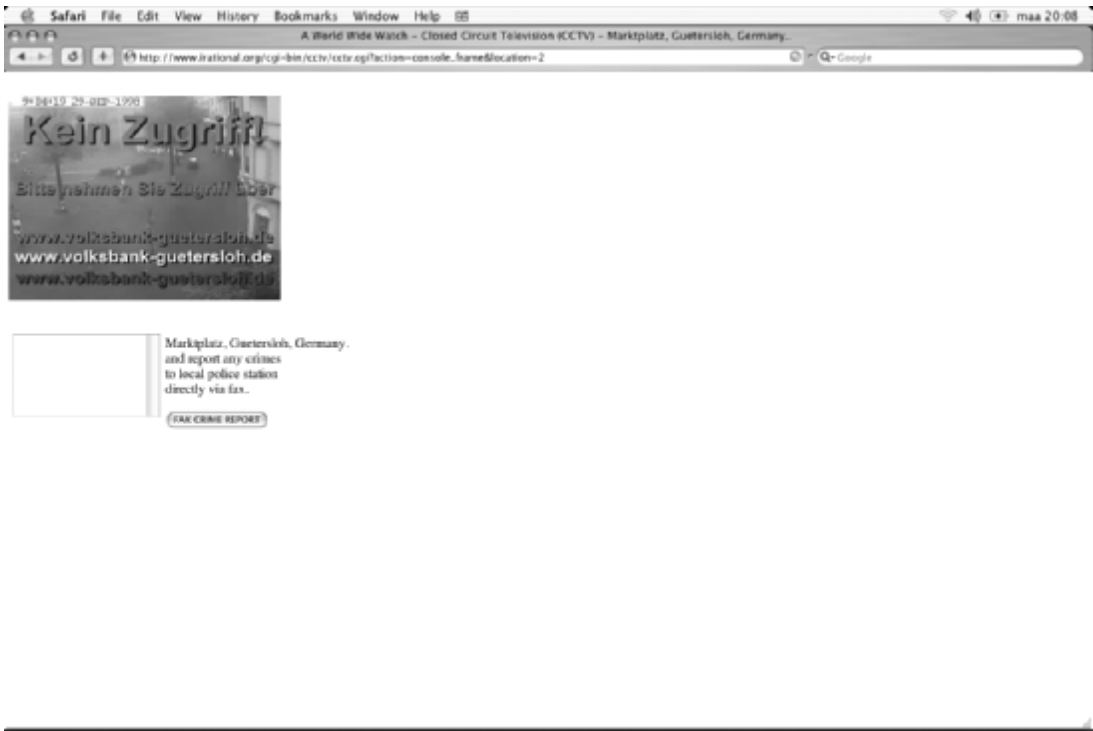 Safari File Edit View History Bookmarks Window Help maa 20:08
A World Wide Watch – Closed Circuit Television (CCTV) – Marktplatz, Guetersloh, Germany..
http://www.irational.org/cgi-bin/cctv/cctv.cgi?action=console_frame&location=2 Q- Google
Kein Zugriff!
Bitte nehmen Sie Zugriff über
www.volksbank-guetersloh.de
www.volksbank-guetersloh.de
www.volksbank-guetersloh.de
Marktplatz, Guetersloh, Germany.
and report any crimes
to local police station
directly via fax..
FAX CRIME REPORT